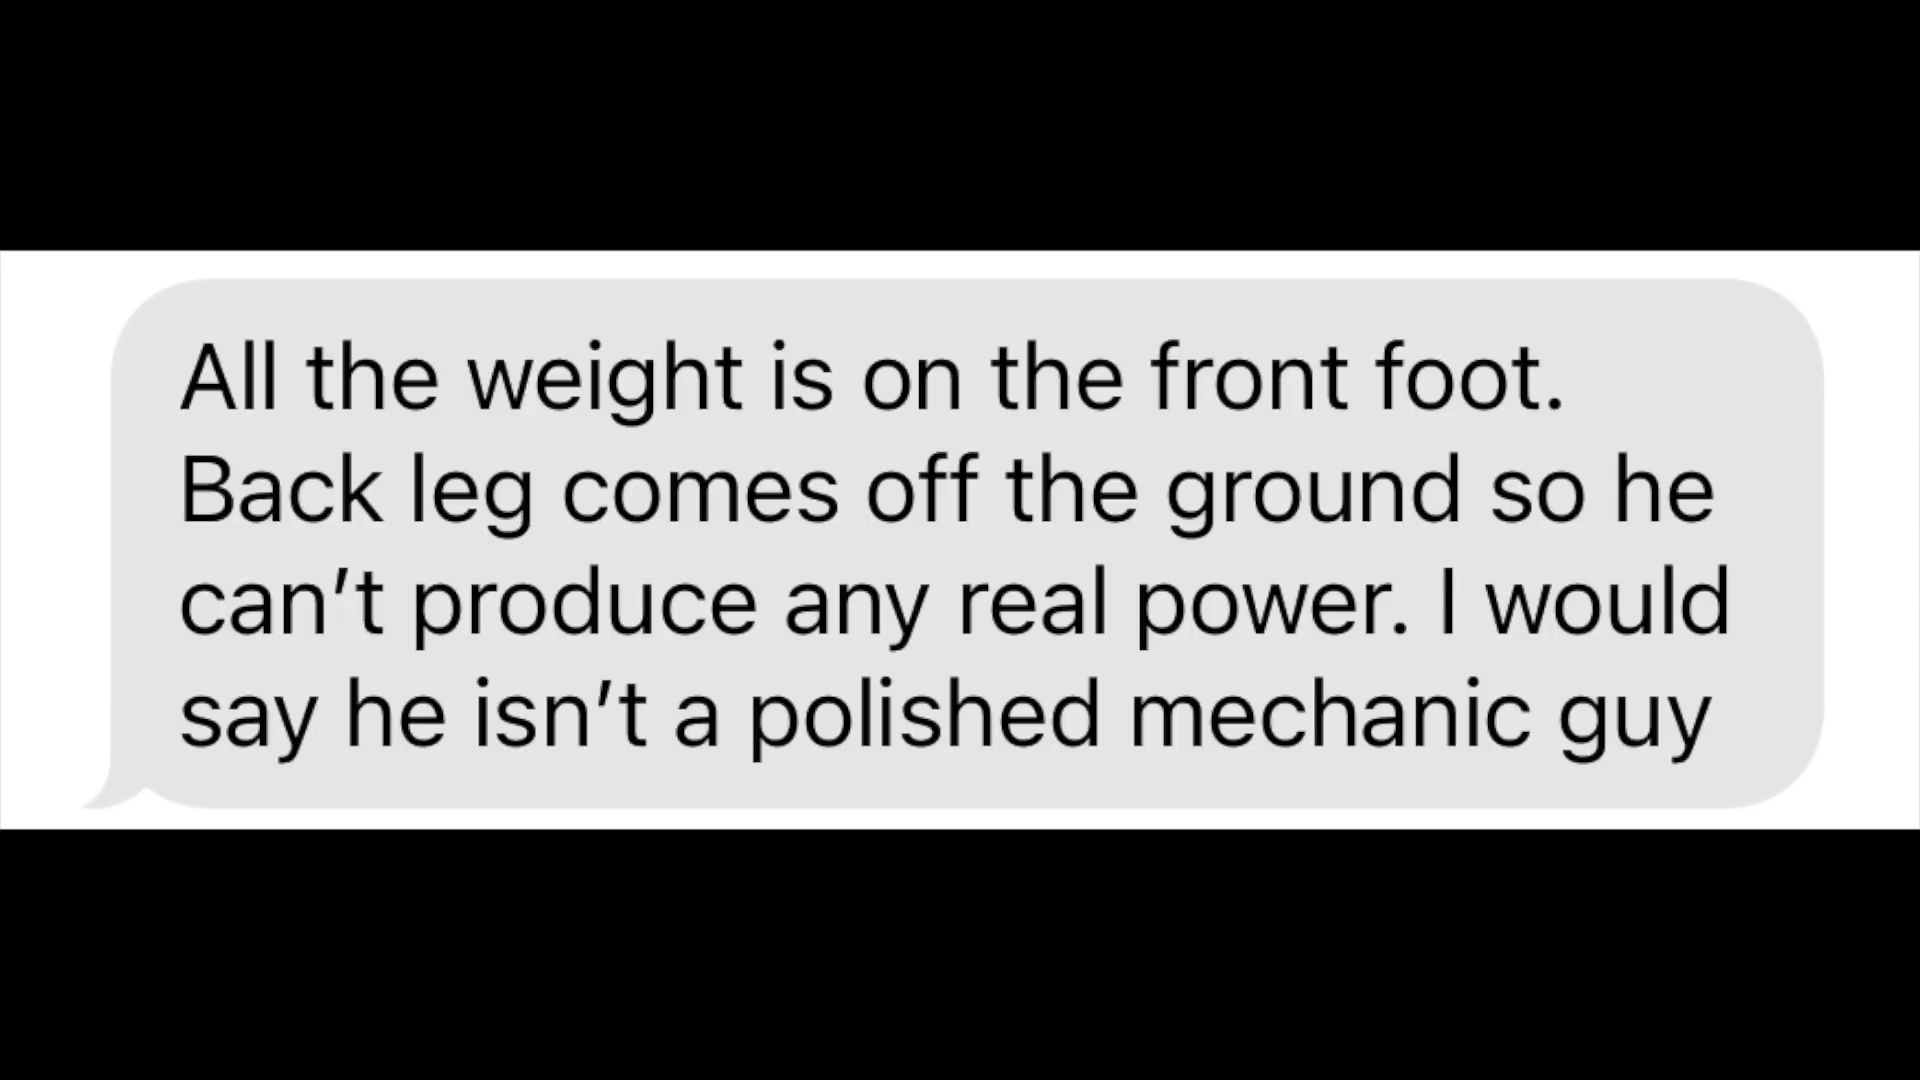 All the weight is on the front foot.
Back leg comes off the ground so he
can’t produce any real power. I would
say he isn’t a polished mechanic guy